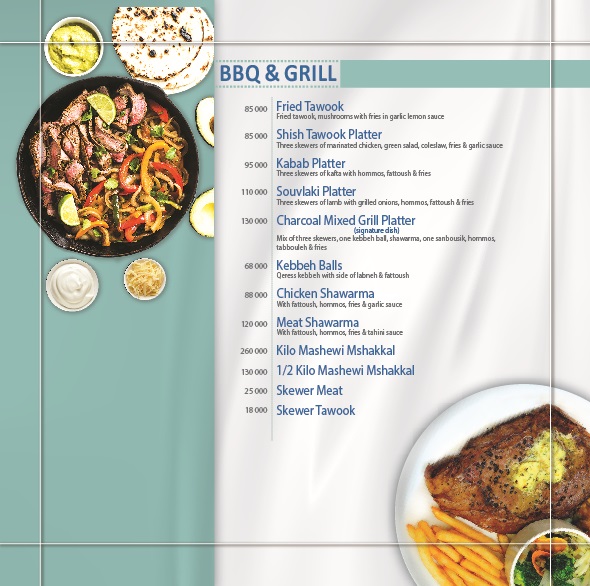 BBQ & GRILL
85 000 Fried Tawook
Fried tawook, mushrooms with fries in garlic lemon sauce
85 000 Shish Tawook Platter
Three skewers of marinated chicken, green salad, coleslaw, fries & garlic sauce
95 000 Kabab Platter
Three skewers of kafta with hommos, fattoush & fries
110 000 Souvlaki Platter
Three skewers of lamb with grilled onions, hommos, fattoush & fries
130 000 Charcoal Mixed Grill Platter
(signature dish)
Mix of three skewers, one kebbeh ball, shawarma, one sanbousik, hommos,
tabbouleh & fries
68 000 Kebbeh Balls
Qeress kebbeh with side of labneh & fattoush
88 000 Chicken Shawarma
With fattoush, hommos, fries & garlic sauce
120 000 Meat Shawarma
With fattoush, hommos, fries & tahini sauce
260 000 Kilo Mashewi Mshakkal
130 000 1/2 Kilo Mashewi Mshakkal
25 000 Skewer Meat
18 000 Skewer Tawook